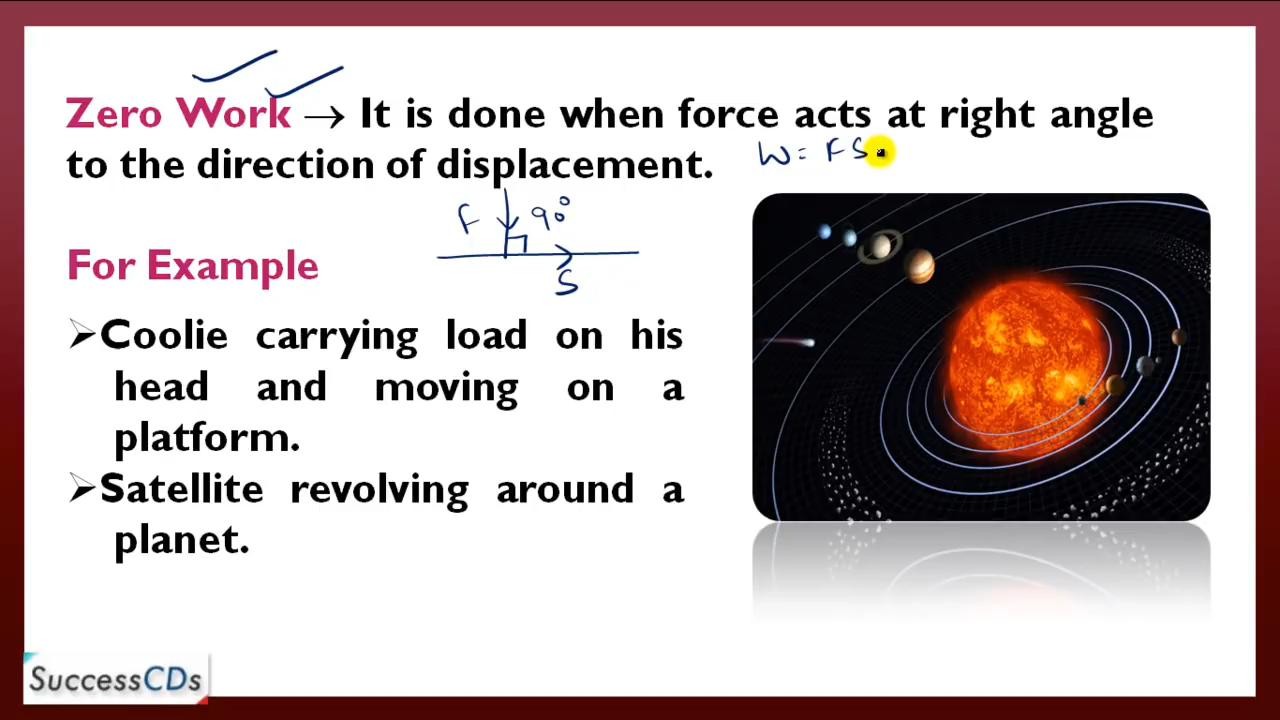 Zero Work → It is done when force acts at right angle
to the direction of displacement.
W = F S
F 90°
S
For Example
➢Coolie carrying load on his
head and moving on a
platform.
➢Satellite revolving around a
planet.
SuccessCDs